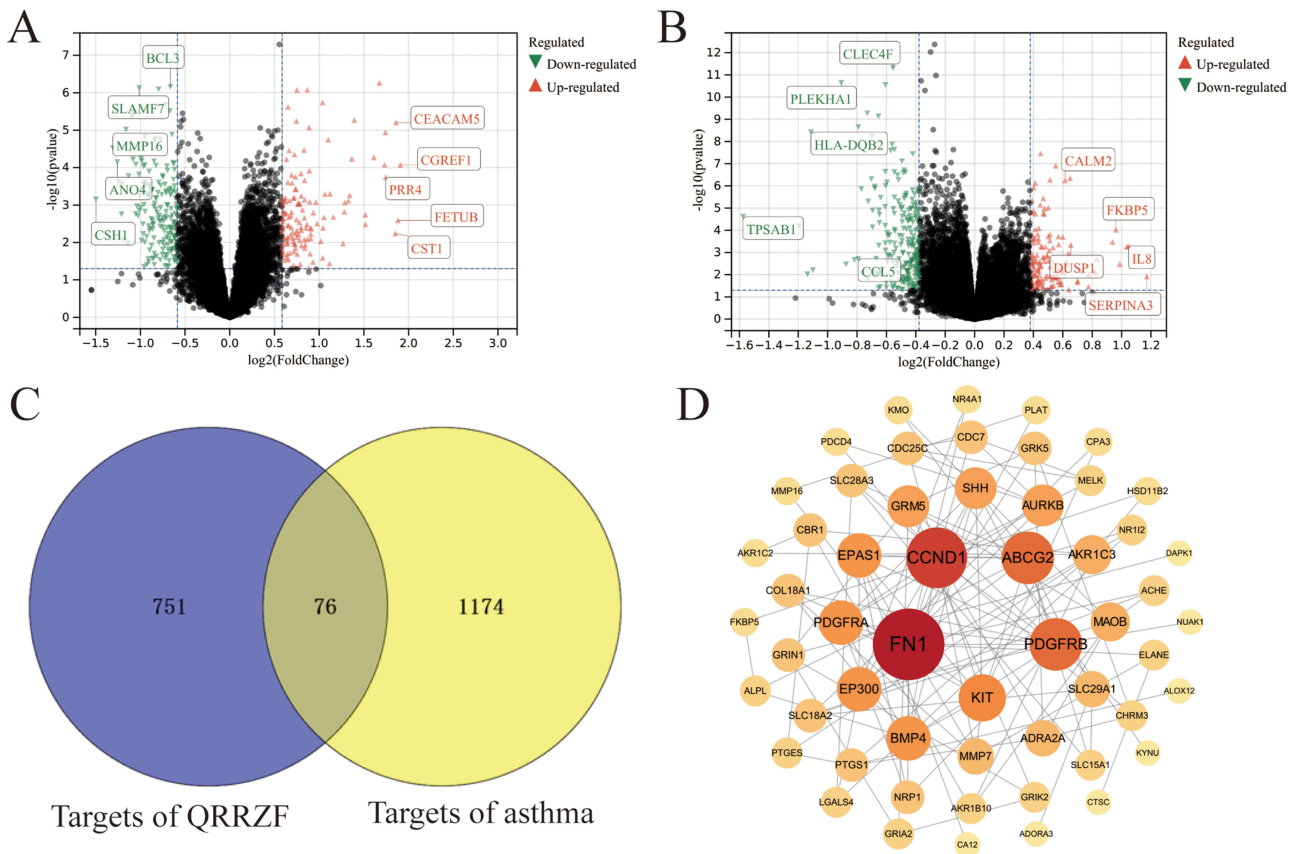 A
Regulated
Down-regulated
Up-regulated
BCL3
SLAMF7
MMP16
ANO4
CSH1
CEACAM5
CGREF1
PRR4
FETUB
CST1
-log10(pvalue)
7
6
5
4
3
2
1
0
−1.5 −1.0 −0.5 0.0 0.5 1.0 1.5 2.0 2.5 3.0
log2(FoldChange)
B
Regulated
Up-regulated
Down-regulated
CLEC4F
PLEKHA1
HLA-DQB2
TPSAB1
CCL5
CALM2
FKBP5
IL8
DUSP1
SERPINA3
-log10(pvalue)
12
11
10
9
8
7
6
5
4
3
2
1
0
−1.6 −1.4 −1.2 −1 −0.8 −0.6 −0.4 −0.2 0.0 0.2 0.4 0.6 0.8 1.0 1.2
log2(FoldChange)
C
751 76 1174
Targets of QRRZF
Targets of asthma
D
NR4A1
KMO
PLAT
PDCD4
CDC25C
CDC7
GRK5
CPA3
MMP16
SLC28A3
SHH
MELK
HSD11B2
GRM5
AURKB
CBR1
NR1I2
AKR1C2
EPAS1
CCND1
ABCG2
AKR1C3
DAPK1
COL18A1
ACHE
FKBP5
PDGFRA
FN1
PDGFRB
MAOB
NUAK1
GRIN1
ELANE
ALPL
EP300
KIT
SLC29A1
ALOX12
SLC18A2
CHRM3
PTGES
BMP4
MMP7
ADRA2A
KYNU
PTGS1
SLC15A1
LGALS4
NRP1
AKR1B10
GRIK2
CTSC
GRIA2
CA12
ADORA3